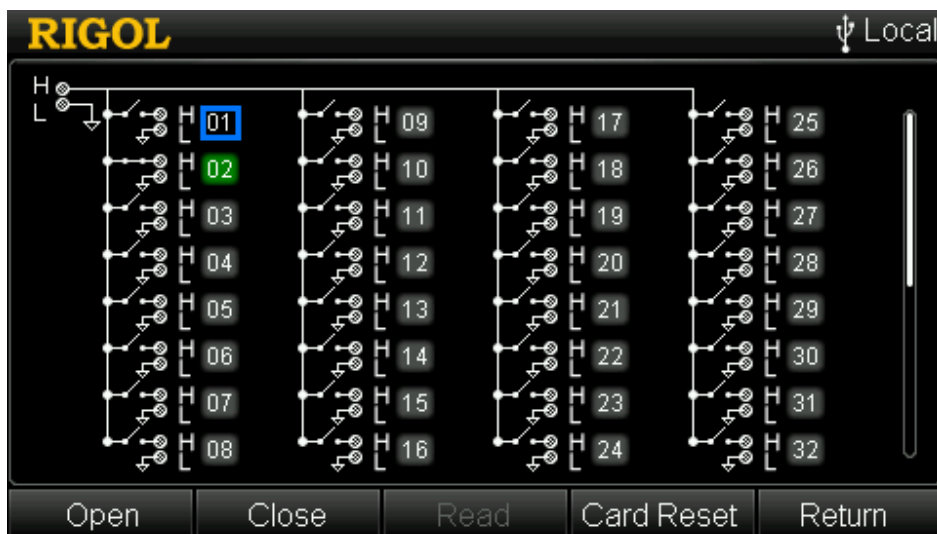 RIGOL Local
H
L
H 01 H 09 H 17 H 25
L L L L
H 02 H 10 H 18 H 26
L L L L
H 03 H 11 H 19 H 27
L L L L
H 04 H 12 H 20 H 28
L L L L
H 05 H 13 H 21 H 29
L L L L
H 06 H 14 H 22 H 30
L L L L
H 07 H 15 H 23 H 31
L L L L
H 08 H 16 H 24 H 32
L L L L
Open Close Read Card Reset Return